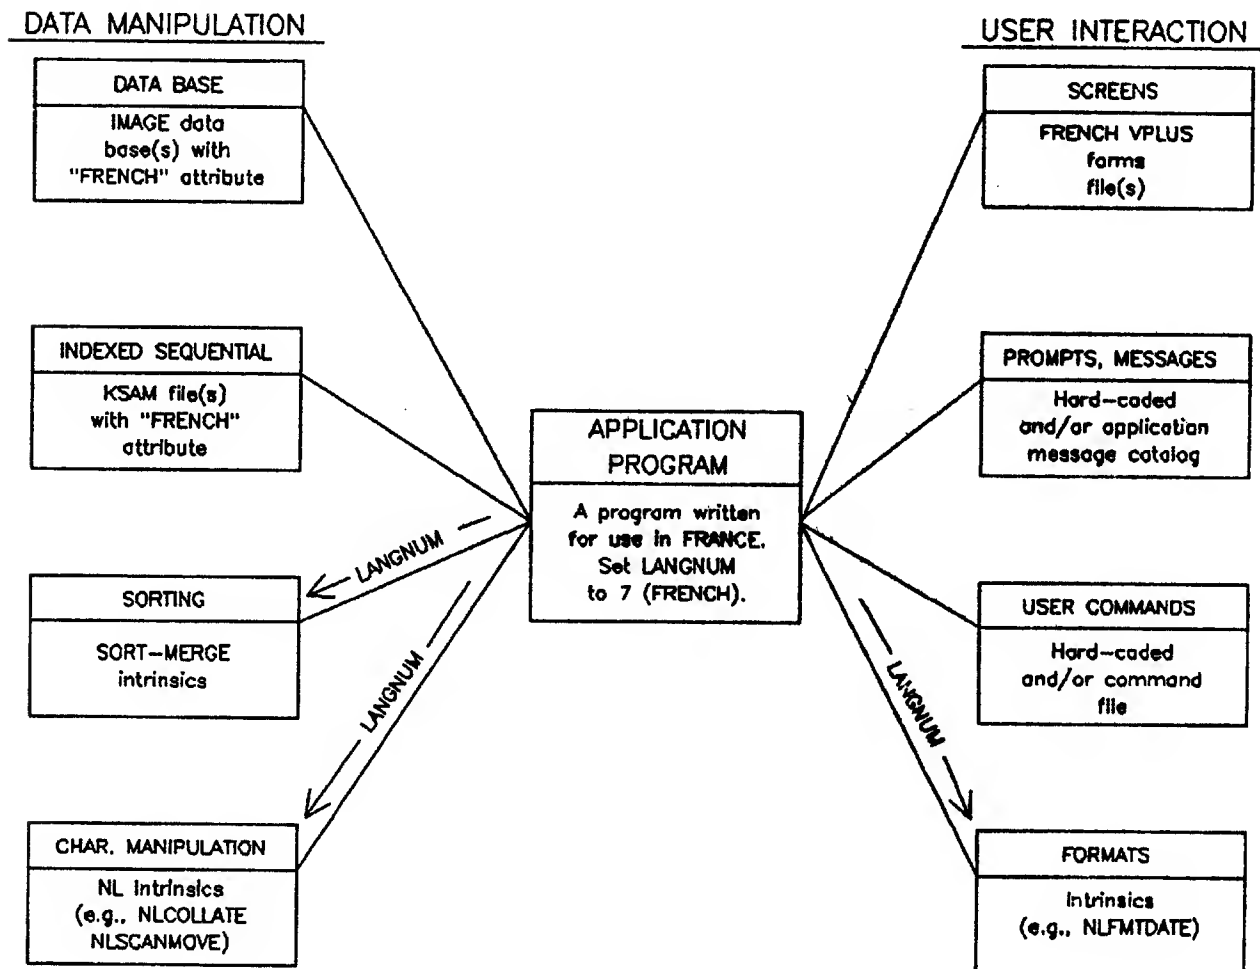 DATA MANIPULATION
DATA BASE
IMAGE data
base(s) with
"FRENCH" attribute
INDEXED SEQUENTIAL
KSAM file(s)
with "FRENCH"
attribute
LANGNUM
SORTING
SORT-MERGE
intrinsics
LANGNUM
CHAR. MANIPULATION
NL Intrinsics
(e.g., NLCOLLATE
NLSCANMOVE)
APPLICATION
PROGRAM
A program written
for use in FRANCE.
Set LANGNUM
to 7 (FRENCH).
USER INTERACTION
SCREENS
FRENCH VPLUS
forms
file(s)
PROMPTS, MESSAGES
Hard-coded
and/or application
message catalog
USER COMMANDS
Hard-coded
and/or command
file
LANGNUM
FORMATS
Intrinsics
(e.g., NLFMTDATE)